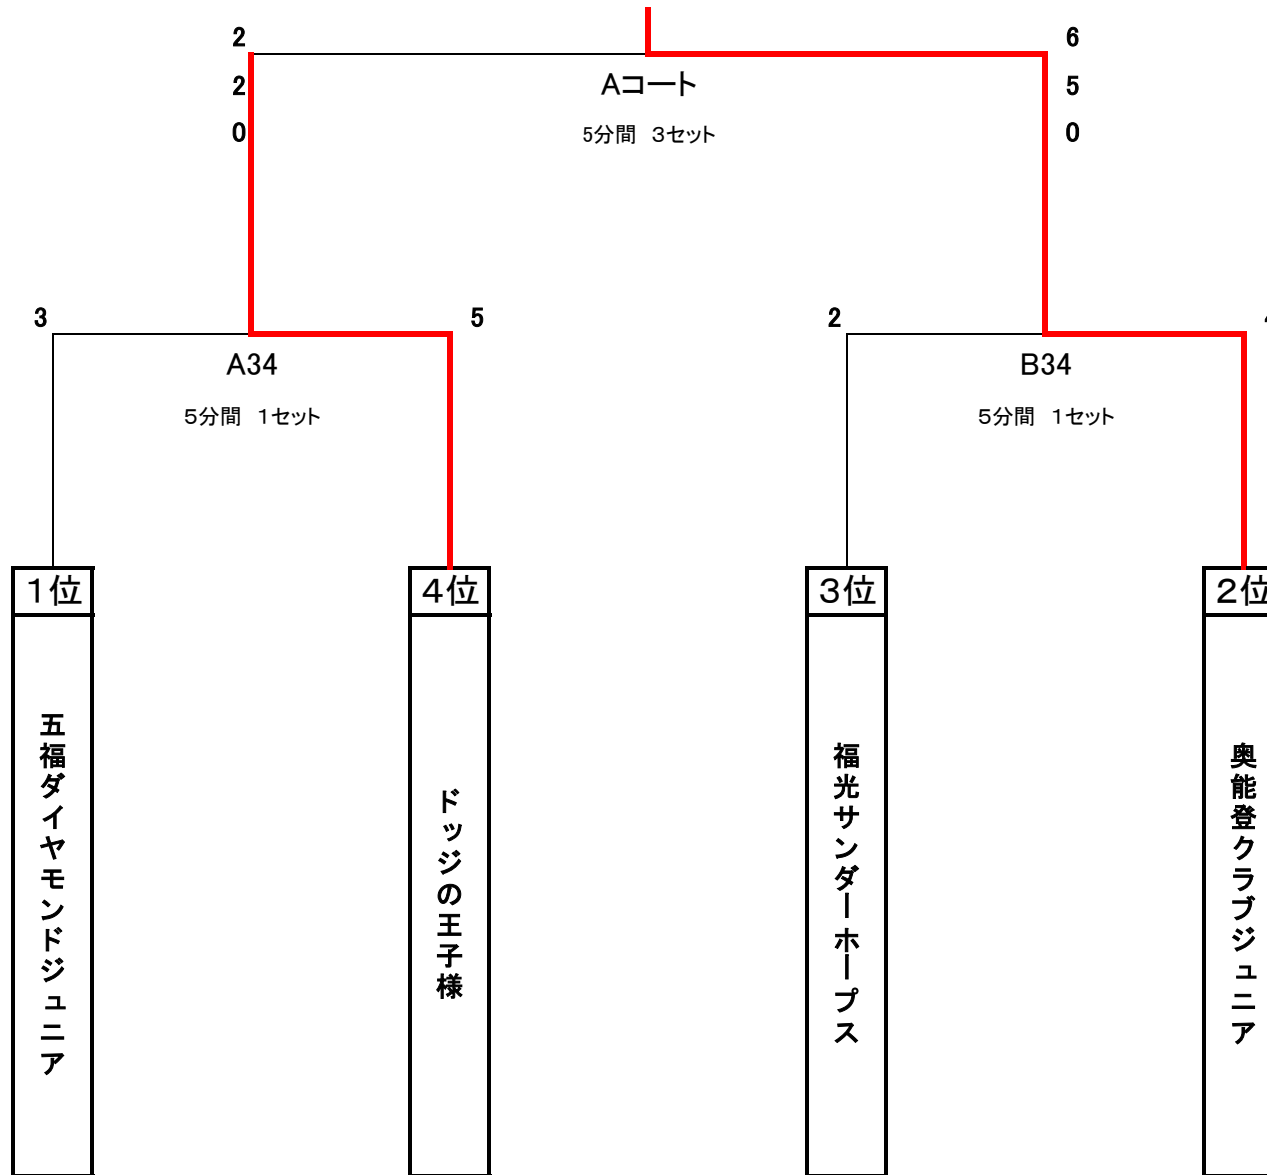 2
6
Aコート
2
5
5分間 3セット
0
0
3
5
2
A34
B34
5分間 1セット
5分間 1セット
1位
4位
3位
2位
五福ダイヤモンドジュニア
ドッジの王子様
福光サンダーホープス
奥能登クラブジュニア